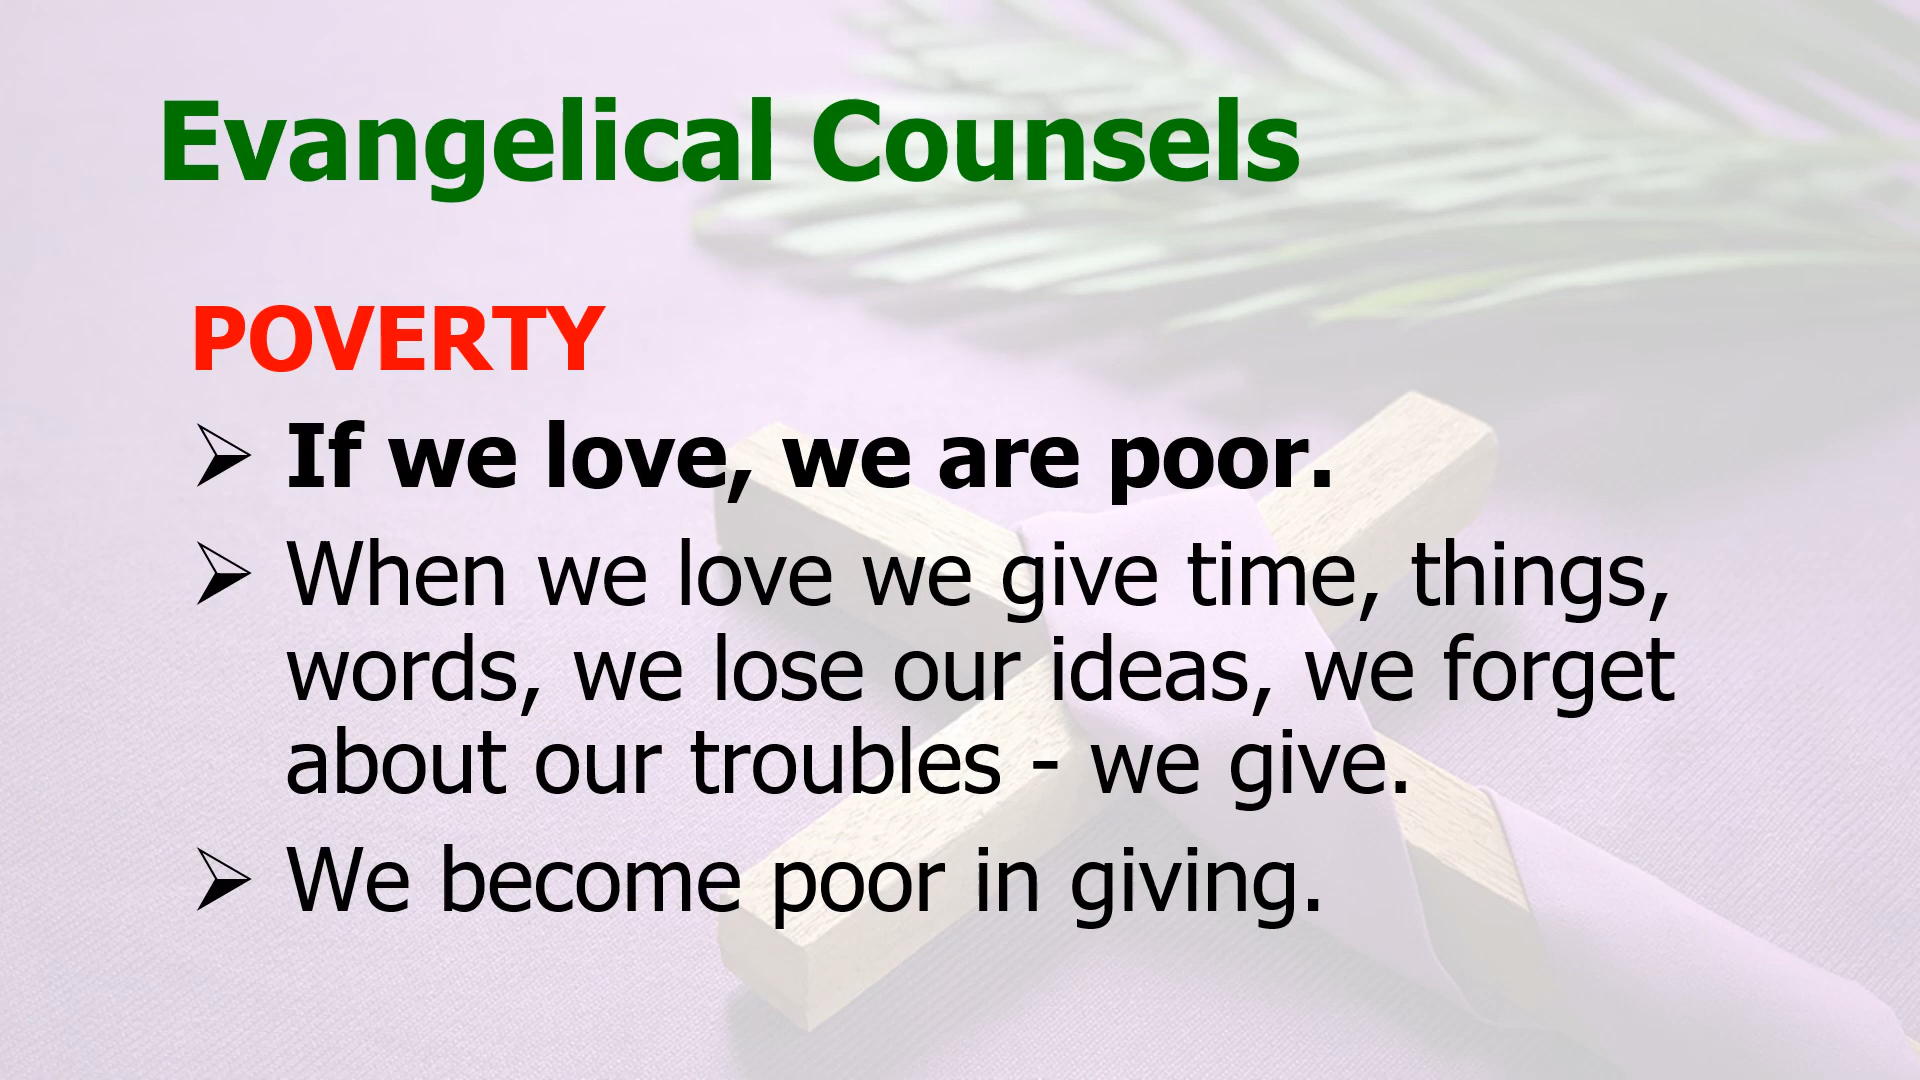 Evangelical Counsels
POVERTY
➢ If we love, we are poor.
➢ When we love we give time, things,
words, we lose our ideas, we forget
about our troubles - we give.
➢ We become poor in giving.